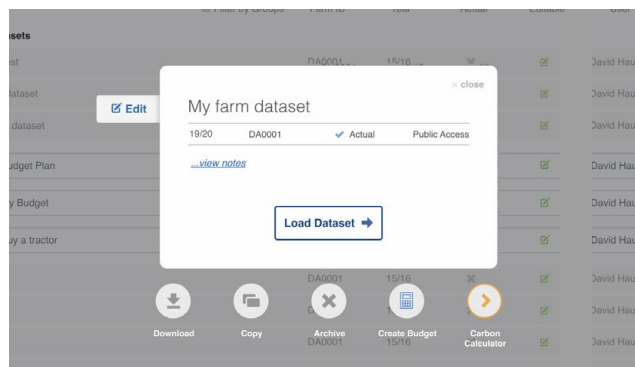 Filter by Groups Farm ID Year Actual Editable User
sets
est DA0001 15/16 David Hau
dataset David Hau
dataset David Hau
udget Plan David Hau
y Budget David Hau
uy a tractor David Hau
DA0001 15/16 David Hau
David Hau
DA0001 15/16 David Hau
× close
Edit
My farm dataset
19/20 DA0001 Actual Public Access
...view notes
Load Dataset
Download Copy Archive Create Budget Carbon Calculator